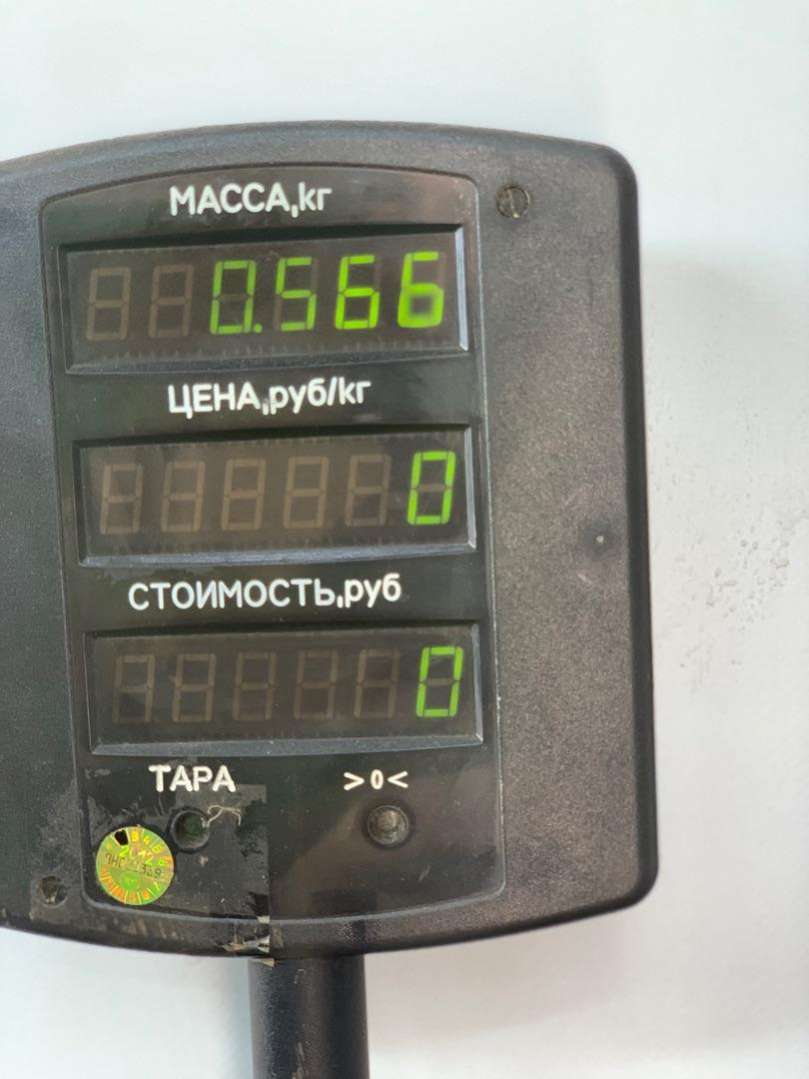 МАССА,кг
0.566
ЦЕНА,руб/кг
0
СТОИМОСТЬ,руб
0
ТАРА >0<